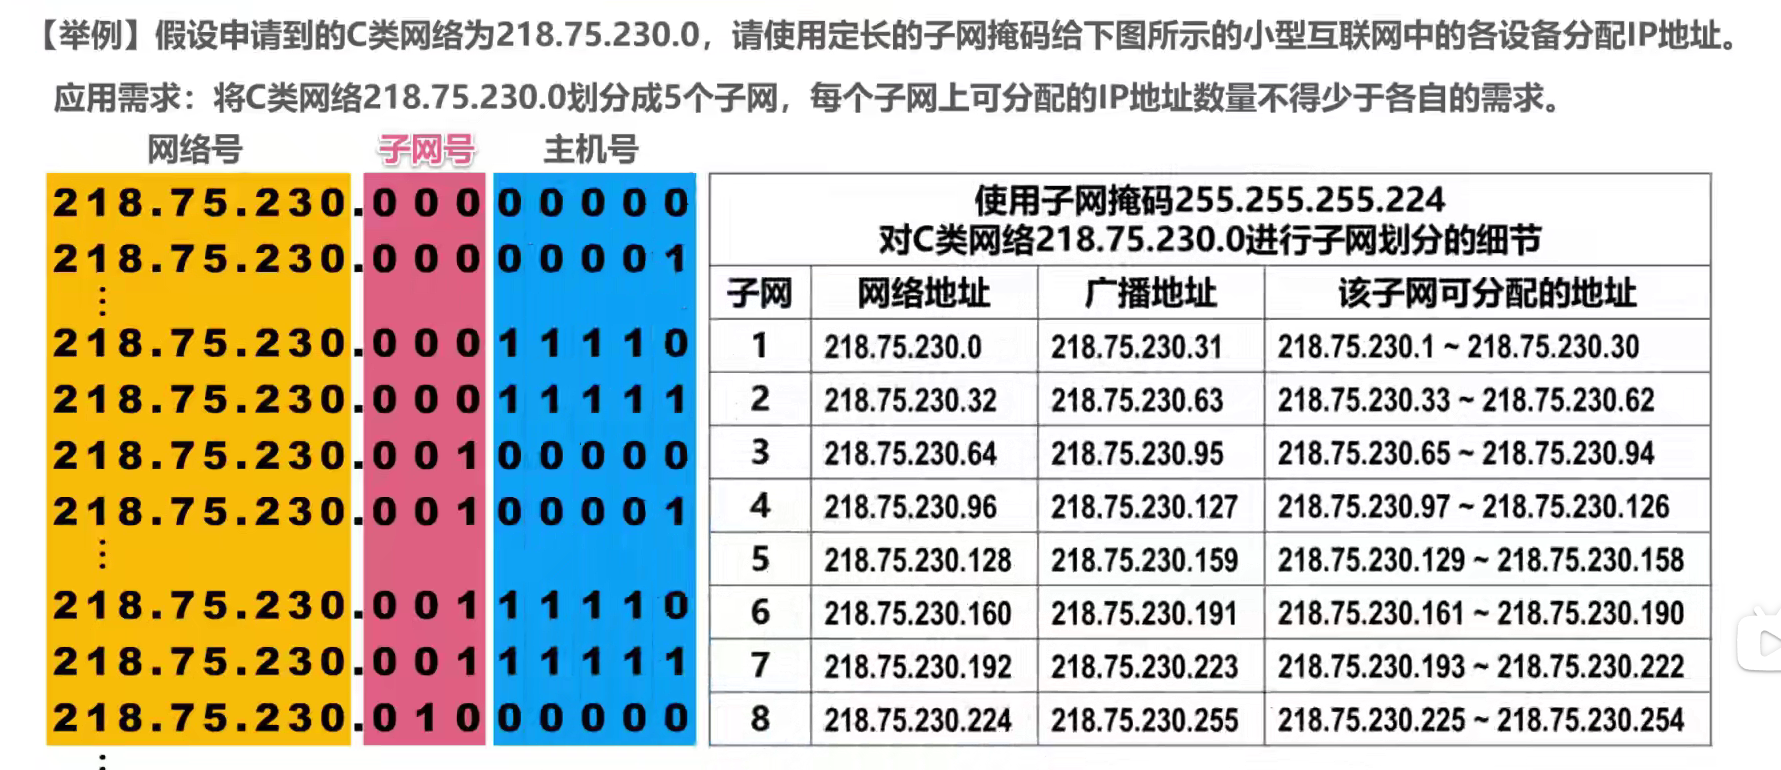 【举例】假设申请到的C类网络为218.75.230.0，请使用定长的子网掩码给下图所示的小型互联网中的各设备分配IP地址。
应用需求：将C类网络218.75.230.0划分成5个子网，每个子网上可分配的IP地址数量不得少于各自的需求。
网络号 子网号 主机号
218.75.230.000 00000
218.75.230.000 00001
⋮
218.75.230.000 11110
218.75.230.000 11111
218.75.230.001 00000
218.75.230.001 00001
⋮
218.75.230.001 11110
218.75.230.001 11111
218.75.230.010 00000
⋮
使用子网掩码255.255.255.224
对C类网络218.75.230.0进行子网划分的细节
子网 网络地址 广播地址 该子网可分配的地址
1 218.75.230.0 218.75.230.31 218.75.230.1 ~ 218.75.230.30
2 218.75.230.32 218.75.230.63 218.75.230.33 ~ 218.75.230.62
3 218.75.230.64 218.75.230.95 218.75.230.65 ~ 218.75.230.94
4 218.75.230.96 218.75.230.127 218.75.230.97 ~ 218.75.230.126
5 218.75.230.128 218.75.230.159 218.75.230.129 ~ 218.75.230.158
6 218.75.230.160 218.75.230.191 218.75.230.161 ~ 218.75.230.190
7 218.75.230.192 218.75.230.223 218.75.230.193 ~ 218.75.230.222
8 218.75.230.224 218.75.230.255 218.75.230.225 ~ 218.75.230.254